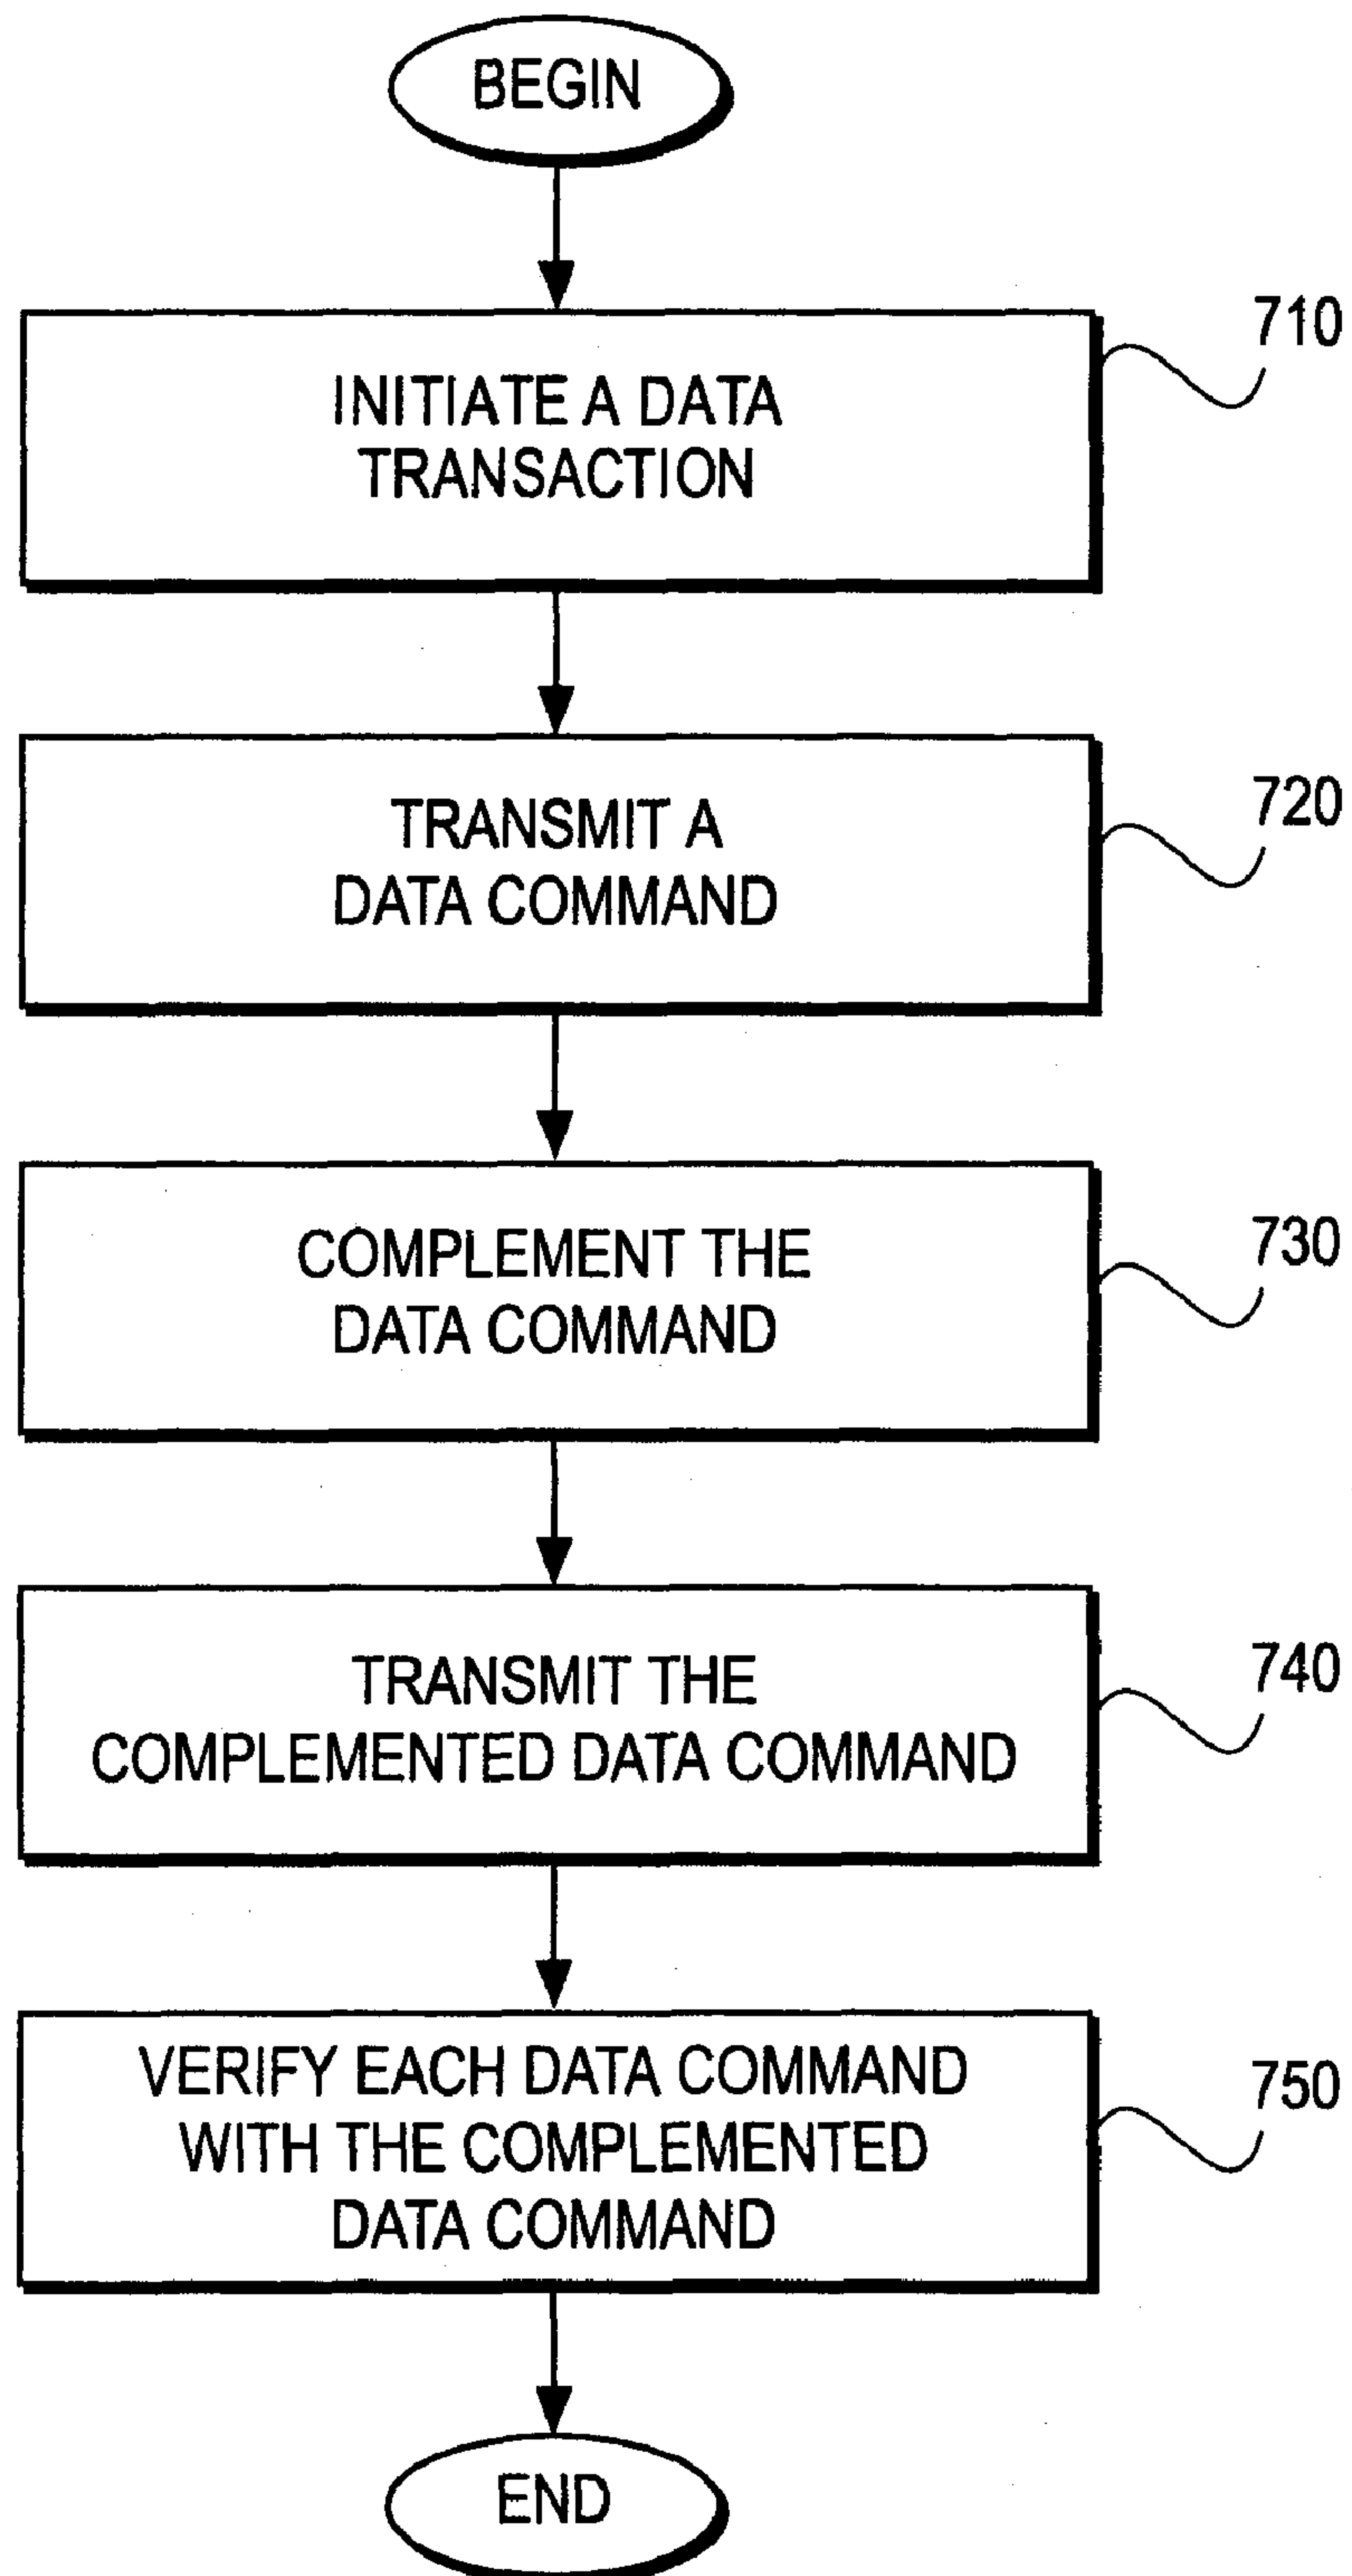 BEGIN
710
INITIATE A DATA
TRANSACTION
720
TRANSMIT A
DATA COMMAND
730
COMPLEMENT THE
DATA COMMAND
740
TRANSMIT THE
COMPLEMENTED DATA COMMAND
750
VERIFY EACH DATA COMMAND
WITH THE COMPLEMENTED
DATA COMMAND
END